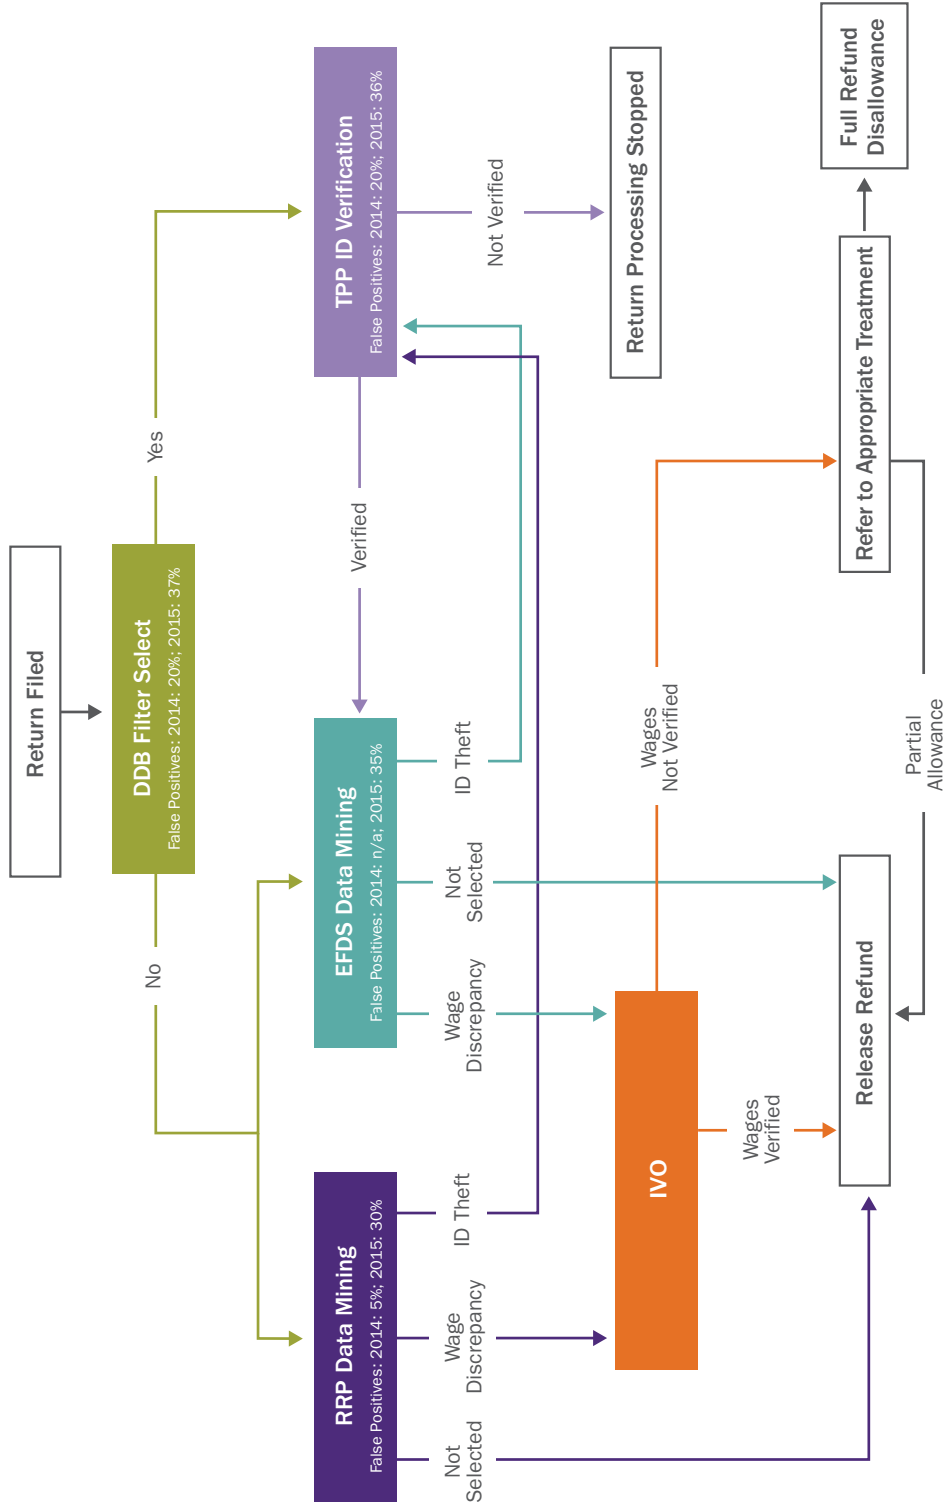 Return Filed
DDB Filter Select
False Positives: 2014: 20%; 2015: 37%
No
Yes
RRP Data Mining
False Positives: 2014: 5%; 2015: 30%
EFDS Data Mining
False Positives: 2014: n/a; 2015: 35%
Verified
TPP ID Verification
False Positives: 2014: 20%; 2015: 36%
Not
Selected
Wage
Discrepancy
ID Theft
Wage
Discrepancy
Not
Selected
ID Theft
Not Verified
IVO
Wages
Not Verified
Return Processing Stopped
Wages
Verified
Release Refund
Refer to Appropriate Treatment
Full Refund
Disallowance
Partial
Allowance